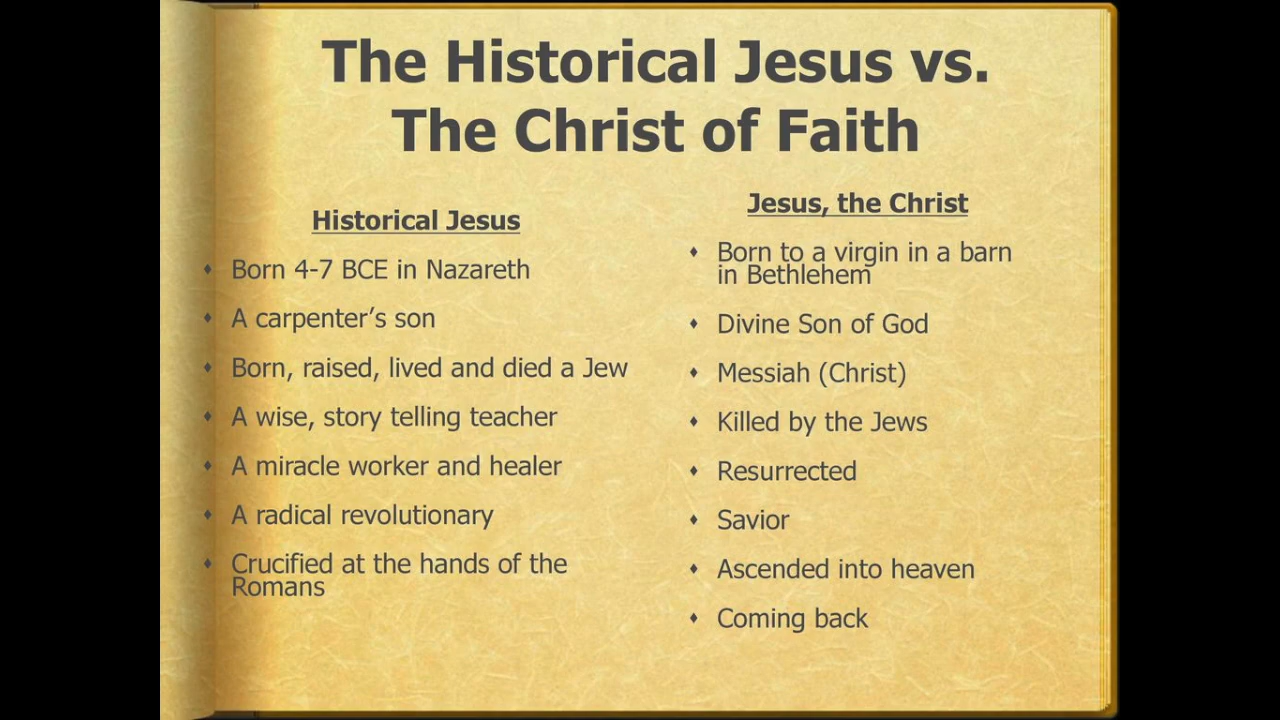 The Historical Jesus vs.
The Christ of Faith
Historical Jesus
Born 4-7 BCE in Nazareth
A carpenter’s son
Born, raised, lived and died a Jew
A wise, story telling teacher
A miracle worker and healer
A radical revolutionary
Crucified at the hands of the
Romans
Jesus, the Christ
Born to a virgin in a barn
in Bethlehem
Divine Son of God
Messiah (Christ)
Killed by the Jews
Resurrected
Savior
Ascended into heaven
Coming back